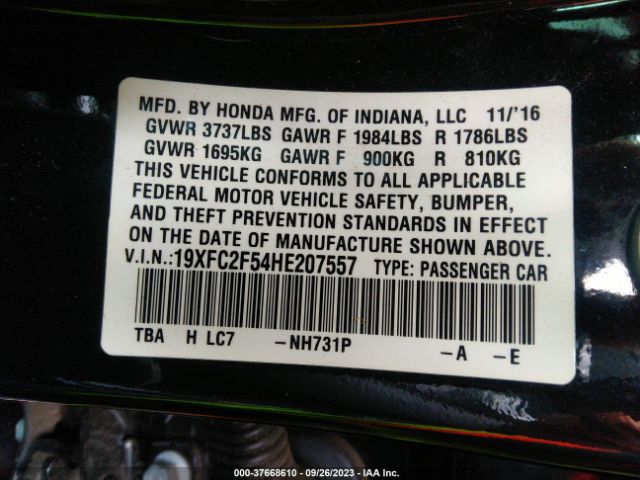 MFD. BY HONDA MFG. OF INDIANA, LLC 11/'16
GVWR 3737LBS GAWR F 1984LBS R 1786LBS
GVWR 1695KG GAWR F 900KG R 810KG
THIS VEHICLE CONFORMS TO ALL APPLICABLE
FEDERAL MOTOR VEHICLE SAFETY, BUMPER,
AND THEFT PREVENTION STANDARDS IN EFFECT
ON THE DATE OF MANUFACTURE SHOWN ABOVE.
V.I.N.:19XFC2F54HE207557 TYPE: PASSENGER CAR
TBA H LC7 -NH731P -A -E
000-37668610 - 09/26/2023 - IAA Inc.